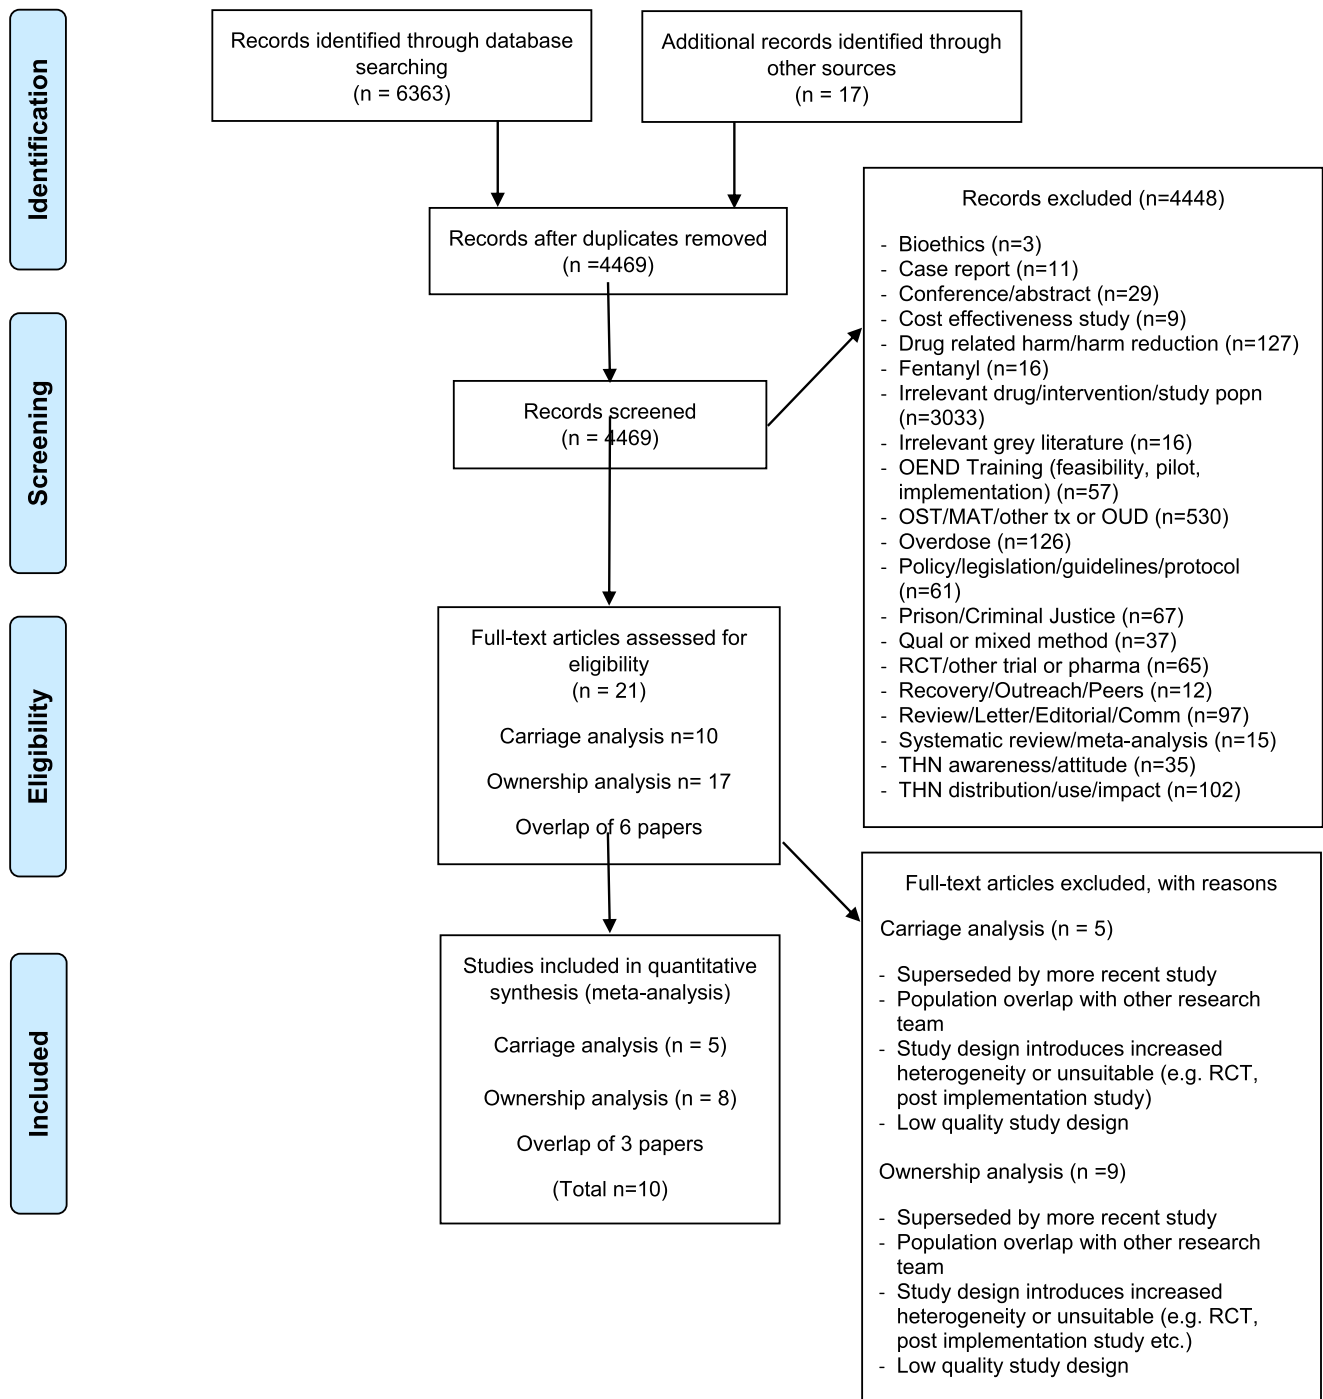 Identification
Records identified through database
searching
(n = 6363)
Additional records identified through
other sources
(n = 17)
Records after duplicates removed
(n =4469)
Screening
Records screened
(n = 4469)
Records excluded (n=4448)
- Bioethics (n=3)
- Case report (n=11)
- Conference/abstract (n=29)
- Cost effectiveness study (n=9)
- Drug related harm/harm reduction (n=127)
- Fentanyl (n=16)
- Irrelevant drug/intervention/study popn
(n=3033)
- Irrelevant grey literature (n=16)
- OEND Training (feasibility, pilot,
implementation) (n=57)
- OST/MAT/other tx or OUD (n=530)
- Overdose (n=126)
- Policy/legislation/guidelines/protocol
(n=61)
- Prison/Criminal Justice (n=67)
- Qual or mixed method (n=37)
- RCT/other trial or pharma (n=65)
- Recovery/Outreach/Peers (n=12)
- Review/Letter/Editorial/Comm (n=97)
- Systematic review/meta-analysis (n=15)
- THN awareness/attitude (n=35)
- THN distribution/use/impact (n=102)
Eligibility
Full-text articles assessed for
eligibility
(n = 21)
Carriage analysis n=10
Ownership analysis n= 17
Overlap of 6 papers
Full-text articles excluded, with reasons
Carriage analysis (n = 5)
- Superseded by more recent study
- Population overlap with other research
team
- Study design introduces increased
heterogeneity or unsuitable (e.g. RCT,
post implementation study)
- Low quality study design
Ownership analysis (n =9)
- Superseded by more recent study
- Population overlap with other research
team
- Study design introduces increased
heterogeneity or unsuitable (e.g. RCT,
post implementation study etc.)
- Low quality study design
Included
Studies included in quantitative
synthesis (meta-analysis)
Carriage analysis (n = 5)
Ownership analysis (n = 8)
Overlap of 3 papers
(Total n=10)